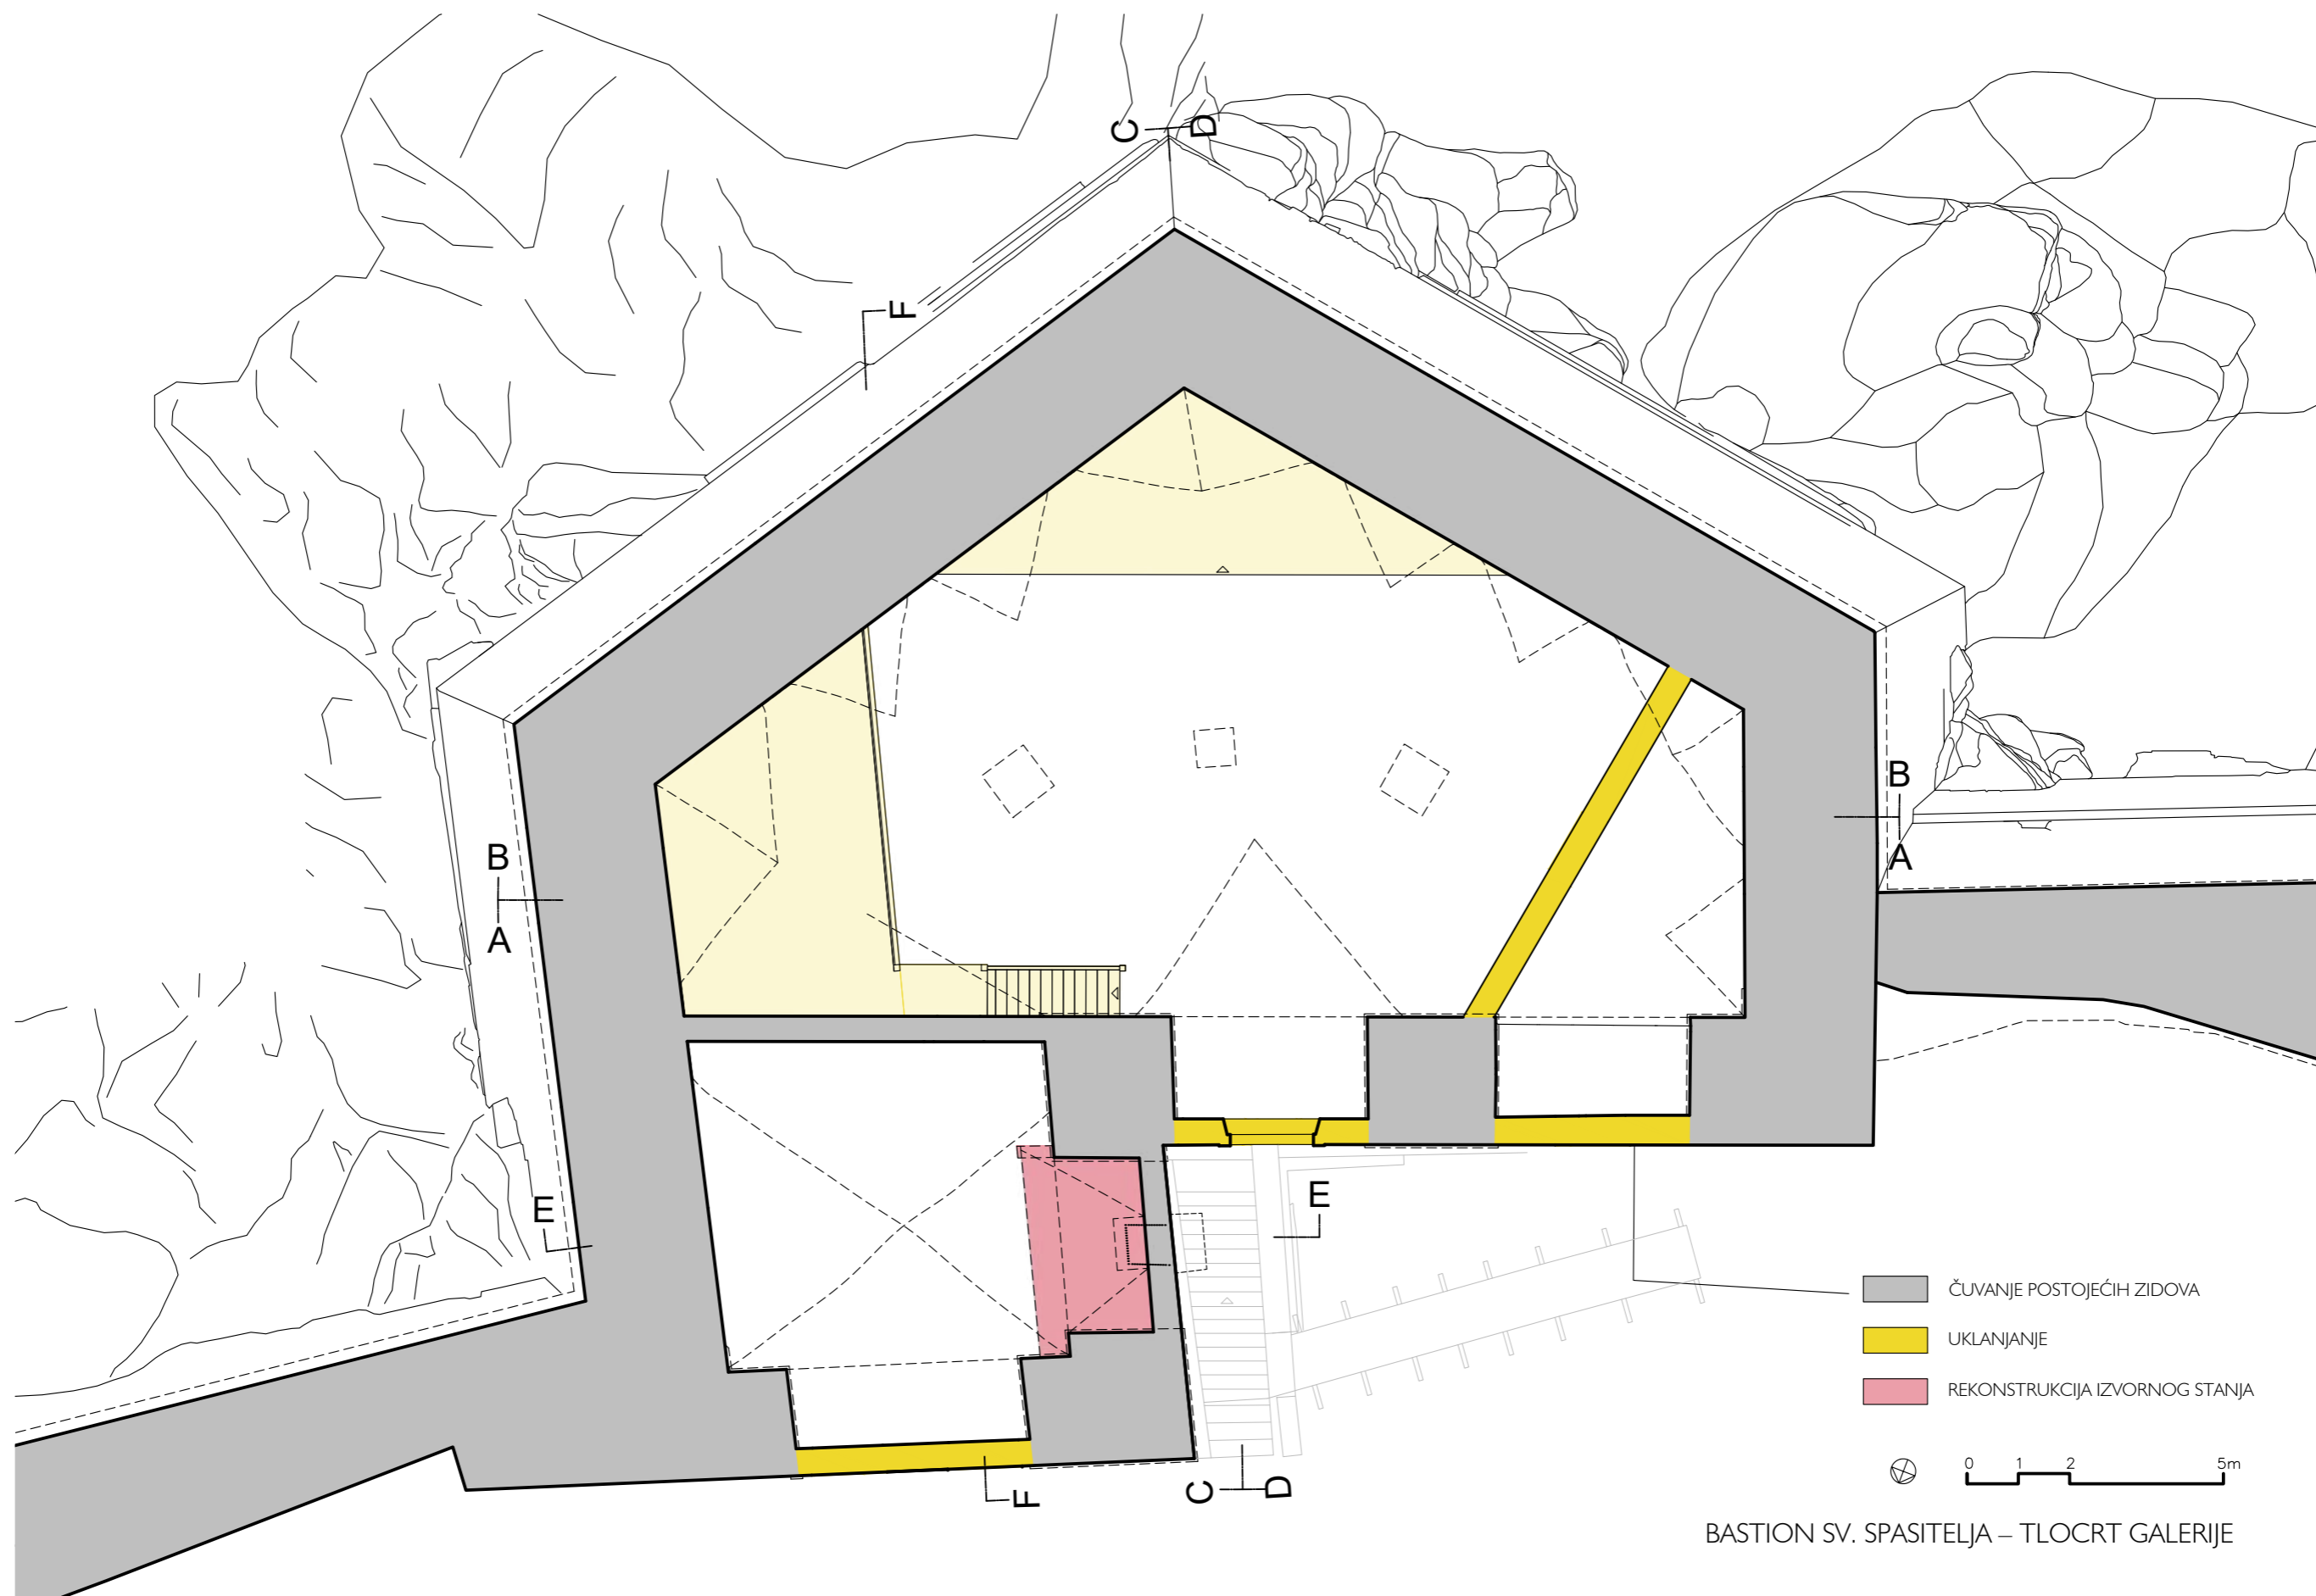 C
D
F
B
B
A
A
E
E
ČUVANJE POSTOJEĆIH ZIDOVA
UKLANJANJE
REKONSTRUKCIJA IZVORNOG STANJA
0 1 2 5m
C
D
F
BASTION SV. SPASITELJA – TLOCRT GALERIJE